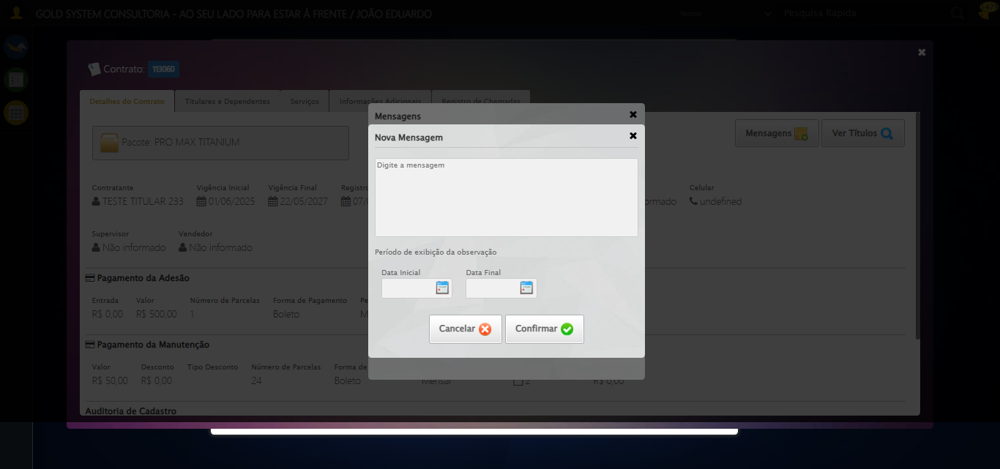 GOLD SYSTEM CONSULTORIA - AO SEU LADO PARA ESTAR À FRENTE / JOÃO EDUARDO
Nome
Pesquisa Rapida
47
Contrato: 113060
Detalhes do Contrato
Titulares e Dependentes
Serviços
Informações Adicionais
Registro de Chamadas
Pacote: PRO MAX TITANIUM
Mensagens
Ver Títulos
Contratante
Vigência Inicial
Vigência Final
Registro
Celular
TESTE TITULAR 233
01/06/2025
22/05/2027
07/
undefined
Supervisor
Vendedor
Não informado
Não informado
Pagamento da Adesão
Entrada
Valor
Número de Parcelas
Forma de Pagamento
R$ 0,00
R$ 500,00
1
Boleto
Pagamento da Manutenção
Valor
Desconto
Tipo Desconto
Número de Parcelas
Forma de
R$ 50,00
R$ 0,00
24
Boleto
Mensal
2
R$ 0,00
Auditoria de Cadastro
Mensagens
Nova Mensagem
Digite a mensagem
Período de exibição da observação
Data Inicial
Data Final
Cancelar
Confirmar